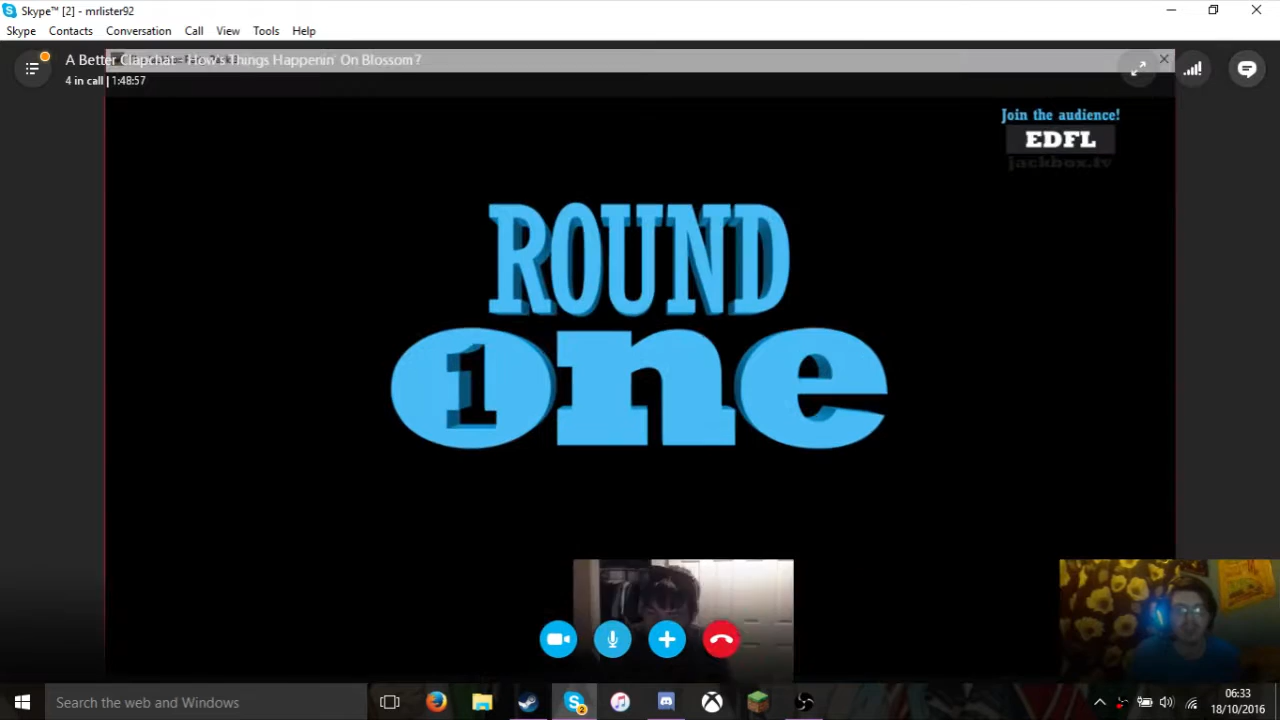 Skype™ [2] - mrlister92
Skype Contacts Conversation Call View Tools Help
A Better Clapchat - How's Things Happenin' On Blossom?
4 in call | 1:48:57
Join the audience!
EDFL
jackbox.tv
ROUND
One
1
Search the web and Windows
2
06:33
18/10/2016